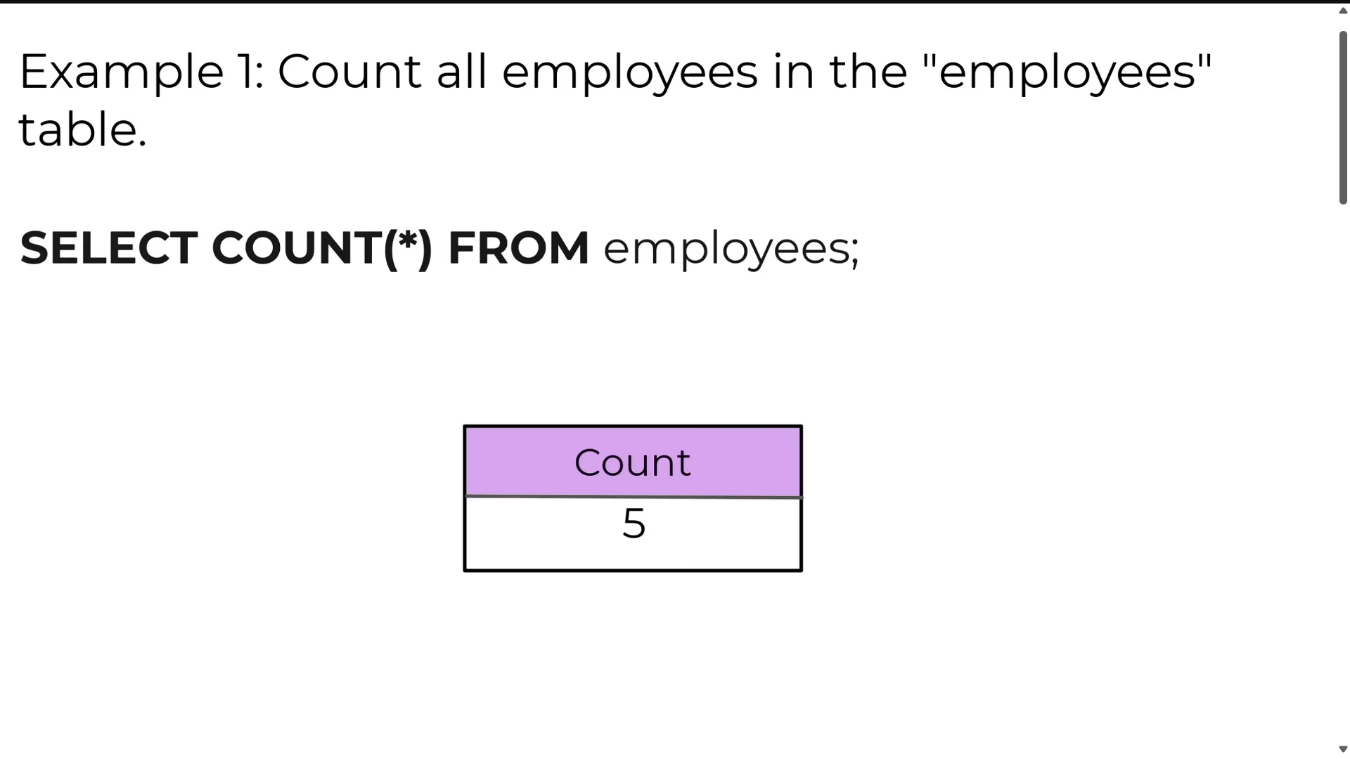 Example 1: Count all employees in the "employees"
table.
SELECT COUNT(*) FROM employees;
Count
5